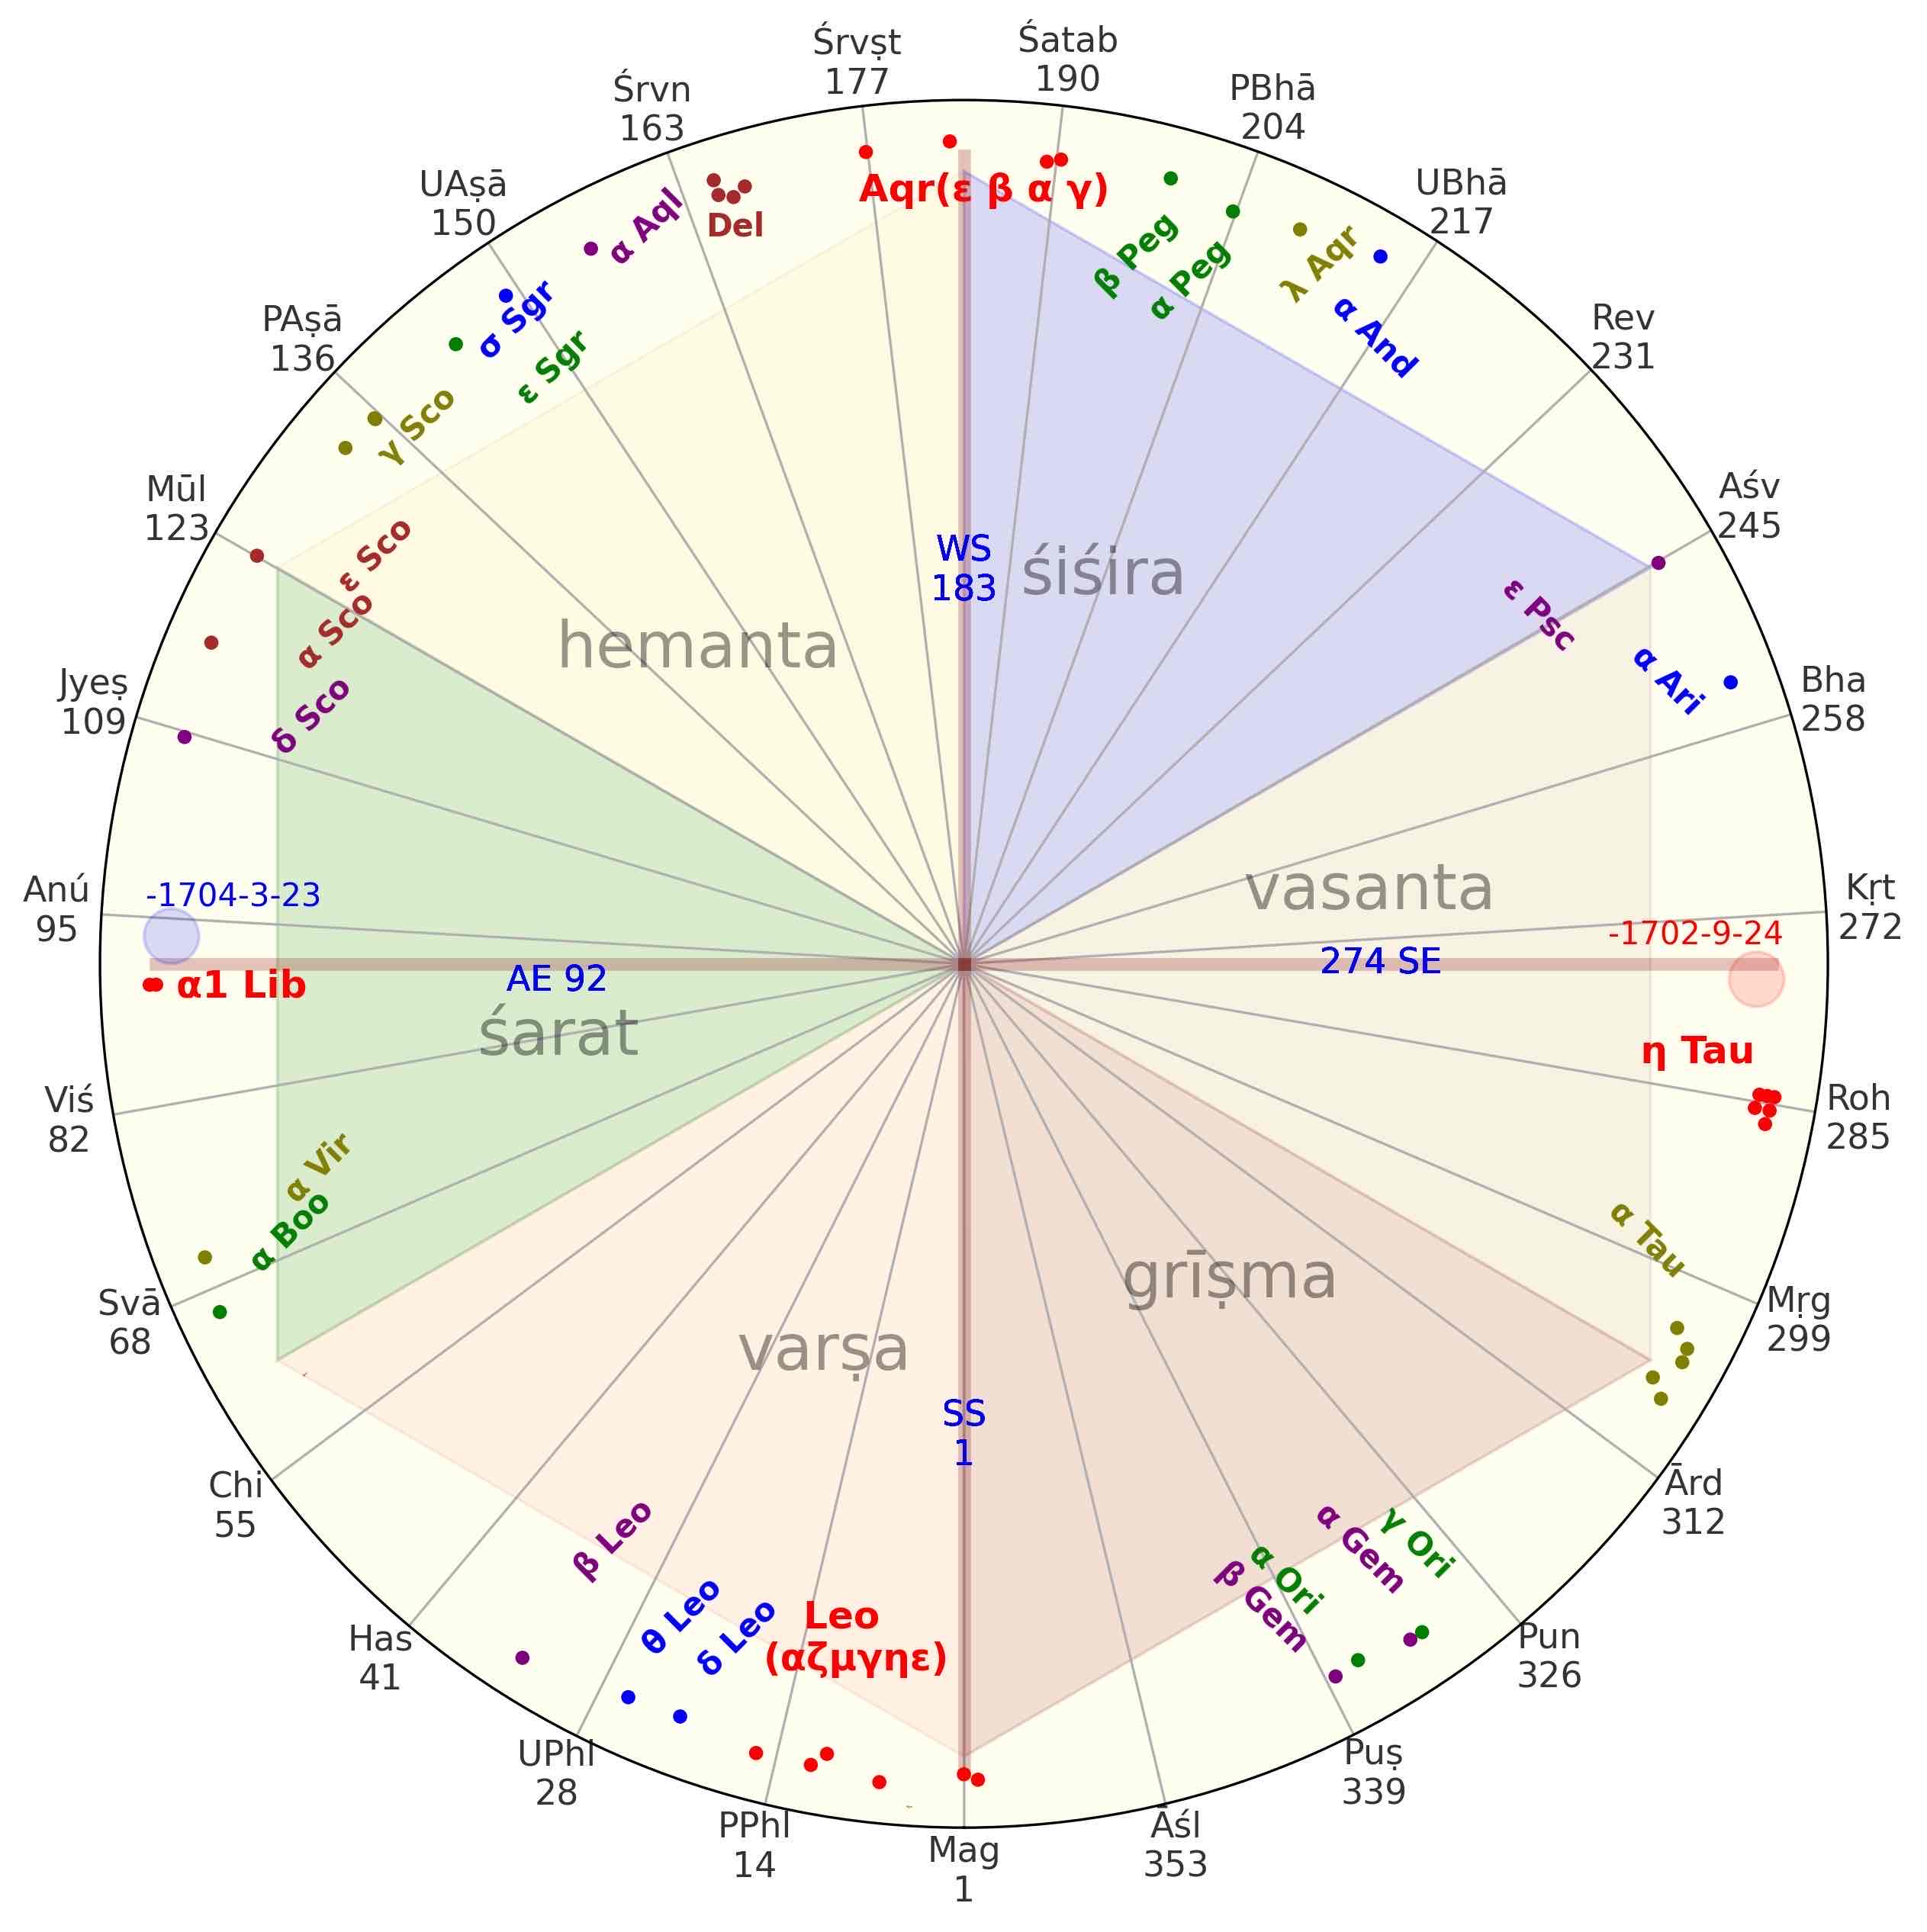 Śrvṣt
177
Śatab
190
Śrvn
163
PBhā
204
UAṣā
150
UBhā
217
PAṣā
136
Rev
231
Mūl
123
Aśv
245
Jyeṣ
109
Bha
258
Anú
95
Kṛt
272
Viś
82
Roh
285
Svā
68
Mṛg
299
Chi
55
Ārd
312
Has
41
Pun
326
UPhl
28
Puṣ
339
PPhl
14
Āśl
353
Mag
1
Aqr(ε β α γ)
α Aql
Del
β Peg
α Peg
λ Aqr
α And
σ Sgr
ε Sgr
γ Sco
ε Sco
α Sco
δ Sco
ε Psc
α Ari
WS
183
śiśira
hemanta
vasanta
-1704-3-23
-1702-9-24
α1 Lib
AE 92
274 SE
śarat
η Tau
α Vir
α Boo
α Tau
grīṣma
varṣa
SS
1
β Leo
θ Leo
δ Leo
Leo
(αζμγηε)
γ Ori
α Gem
α Ori
β Gem